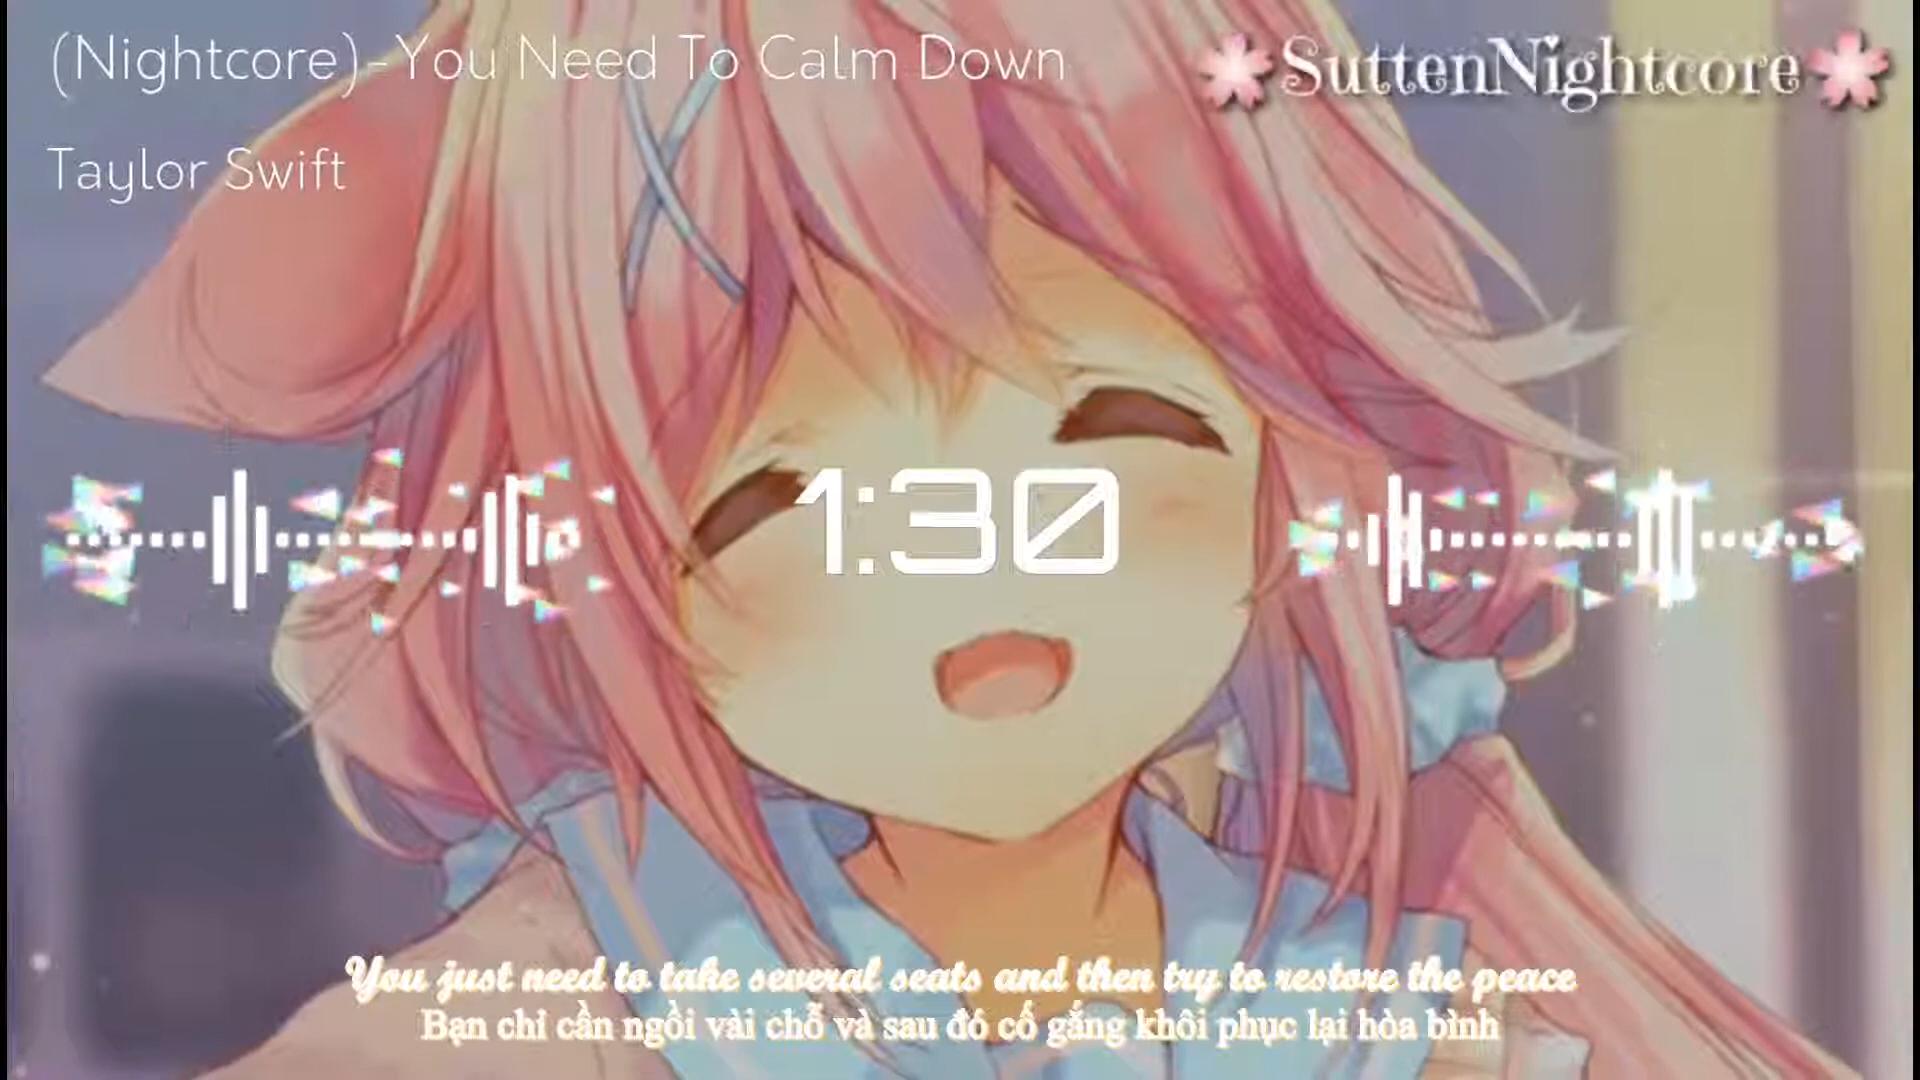 (Nightcore)-You Need To Calm Down
SuttenNightcore
Taylor Swift
1:30
You just need to take several seats and then try to restore the peace
Bạn chỉ cần ngồi vài chỗ và sau đó cố gắng khôi phục lại hòa bình